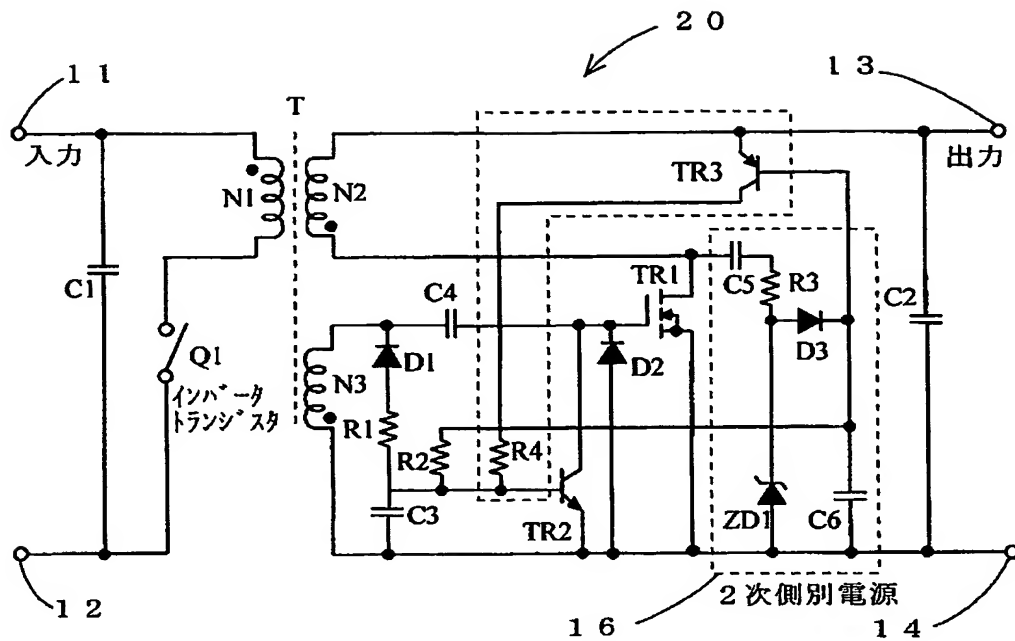 ２０
１１
１３
T
入力
出力
TR3
N1
N2
C1
C4
TR1
C5
R3
C2
Q1
N3
D1
D2
D3
インバータ
トランジスタ
R1
R2
R4
C3
TR2
ZD1
C6
２次側別電源
１２
１６
１４